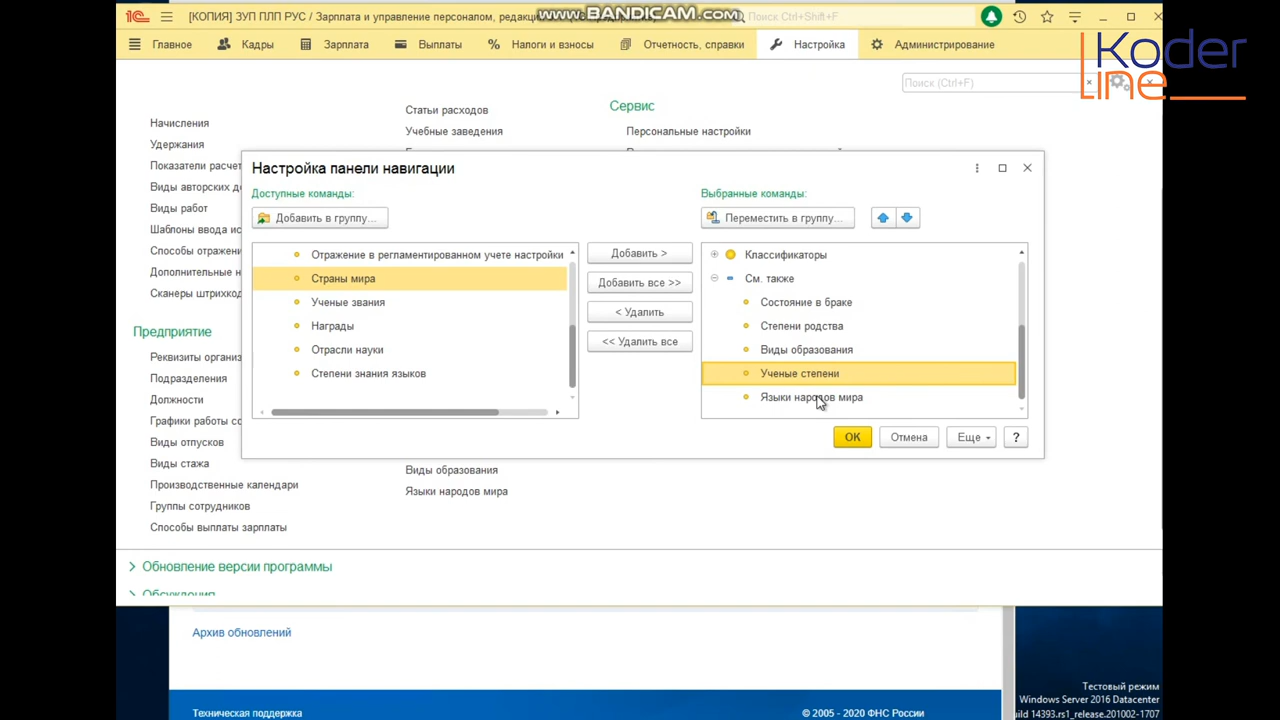 [КОПИЯ] ЗУП ПЛП РУС / Зарплата и управление персоналом, редакци
www.BANDICAM.com
Поиск Ctrl+Shift+F
Главное Кадры Зарплата Выплаты Налоги и взносы Отчетность, справки Настройка Администрирование
Koder
line
Поиск (Ctrl+F)
Начисления
Удержания
Показатели расчет
Виды авторских д
Виды работ
Шаблоны ввода ис
Способы отражени
Дополнительные н
Сканеры штрихкод
Предприятие
Реквизиты организ
Подразделения
Должности
Графики работы со
Виды отпусков
Виды стажа
Производственные календари
Группы сотрудников
Способы выплаты зарплаты
Статьи расходов
Учебные заведения
Сервис
Персональные настройки
Настройка панели навигации
Доступные команды:
Добавить в группу...
Отражение в регламентированном учете настройки
Страны мира
Ученые звания
Награды
Отрасли науки
Степени знания языков
Добавить >
Добавить все >>
< Удалить
<< Удалить все
Выбранные команды:
Переместить в группу...
Классификаторы
См. также
Состояние в браке
Степени родства
Виды образования
Ученые степени
Языки народов мира
ОК Отмена Еще ?
Виды образования
Языки народов мира
Обновление версии программы
Обсуждения
Архив обновлений
Техническая поддержка
© 2005 - 2020 ФНС России
Тестовый режим
Windows Server 2016 Datacenter
uild 14393.rs1_release.201002-1707